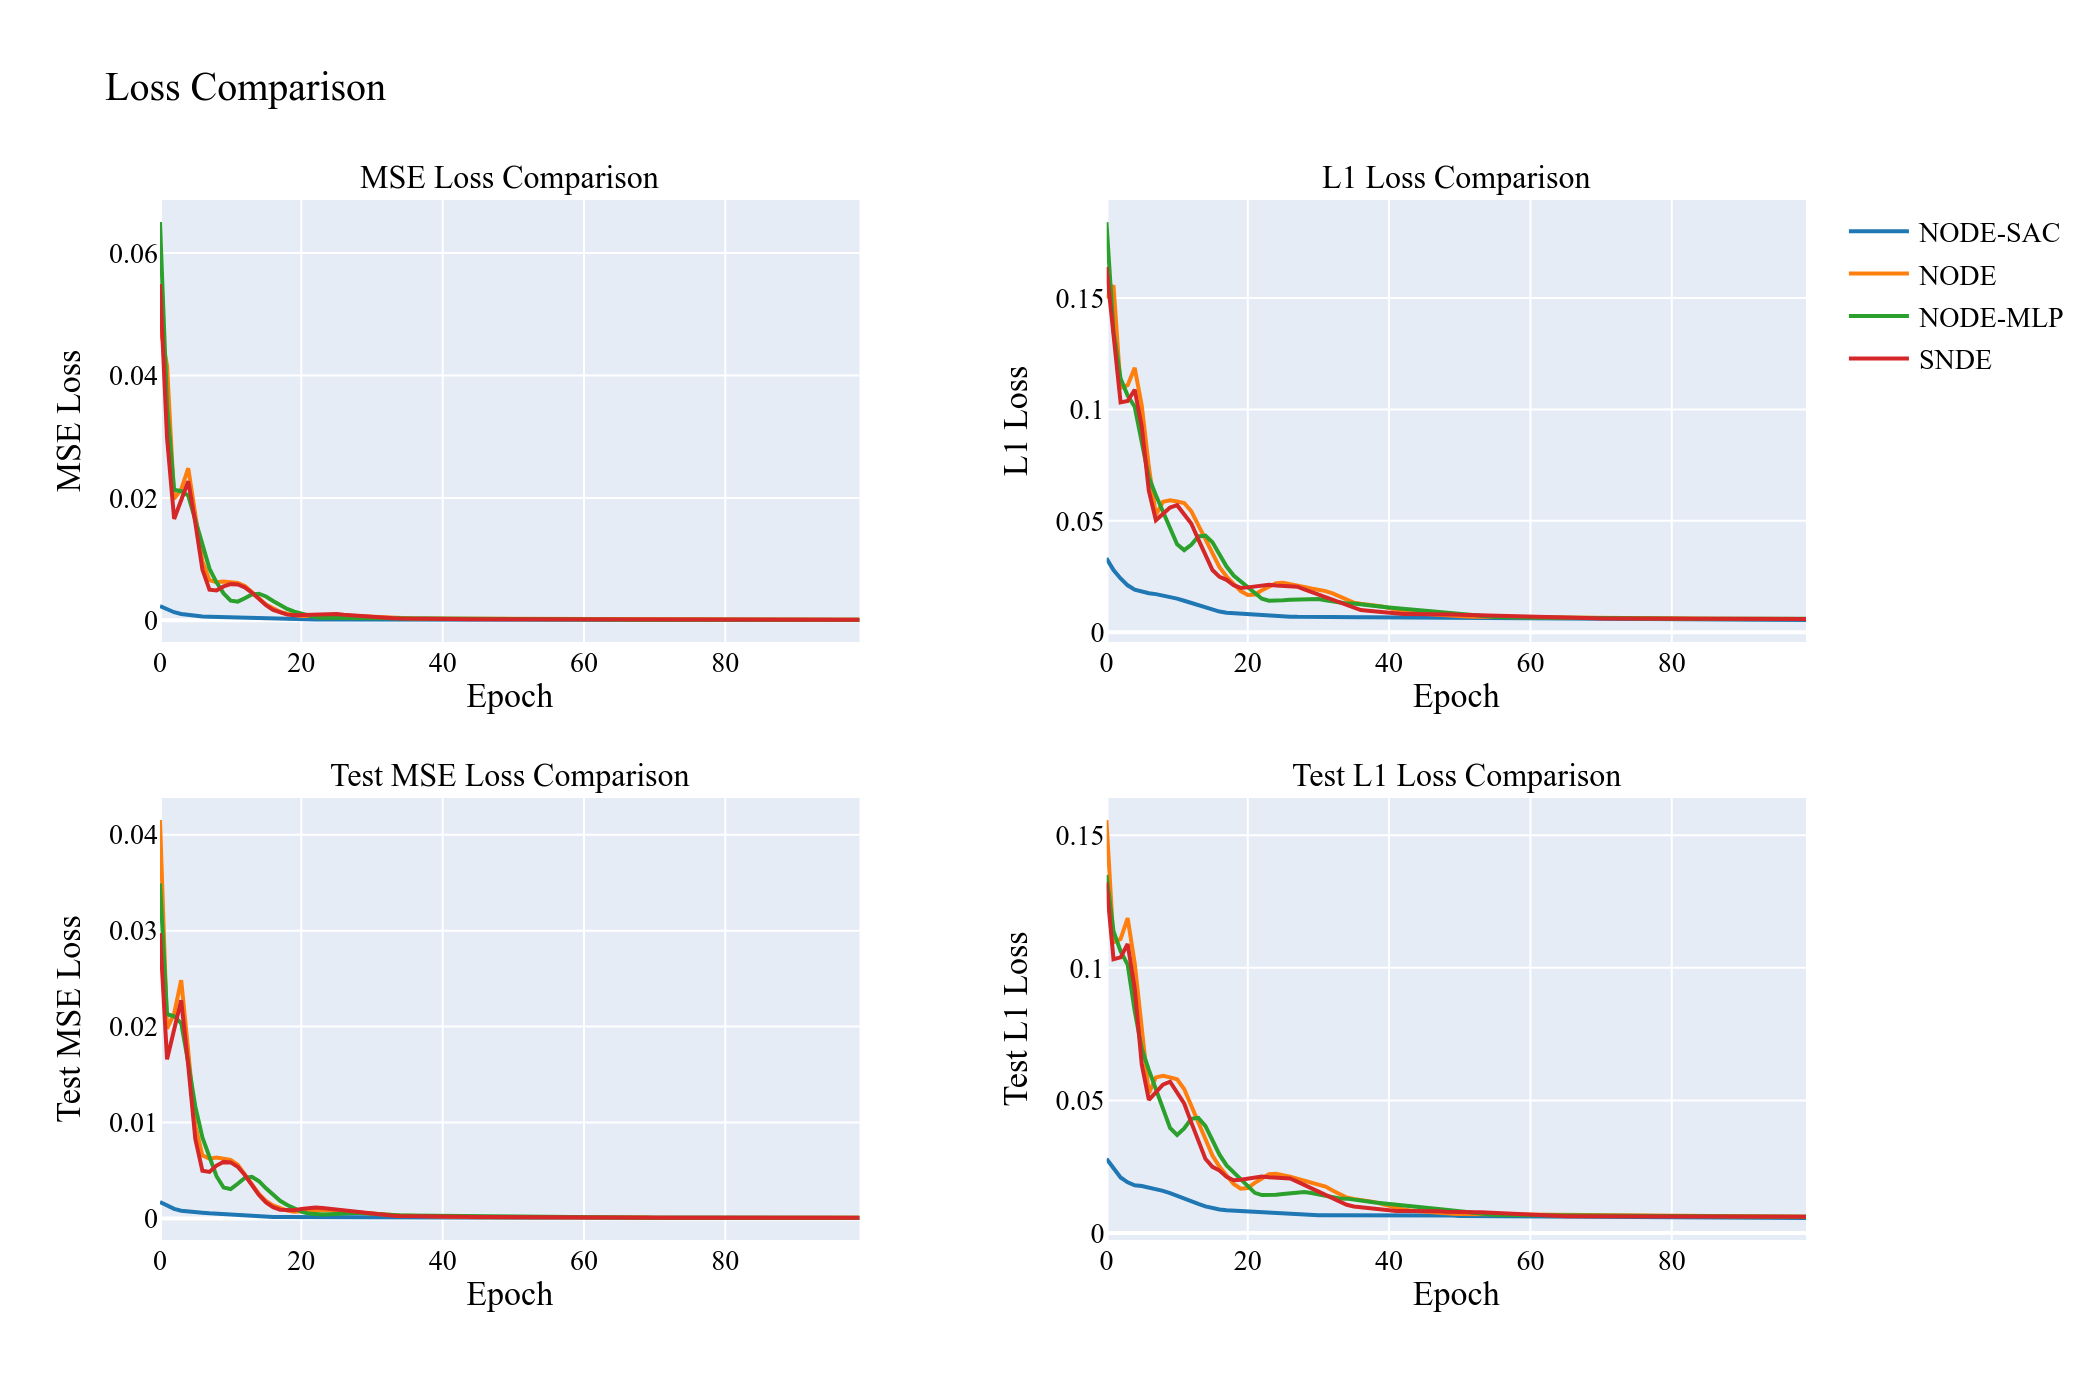 Loss Comparison
MSE Loss Comparison
MSE Loss
0.06
0.04
0.02
0
0 20 40 60 80
Epoch
L1 Loss Comparison
L1 Loss
0.15
0.1
0.05
0
0 20 40 60 80
Epoch
NODE-SAC
NODE
NODE-MLP
SNDE
Test MSE Loss Comparison
Test MSE Loss
0.04
0.03
0.02
0.01
0
0 20 40 60 80
Epoch
Test L1 Loss Comparison
Test L1 Loss
0.15
0.1
0.05
0
0 20 40 60 80
Epoch